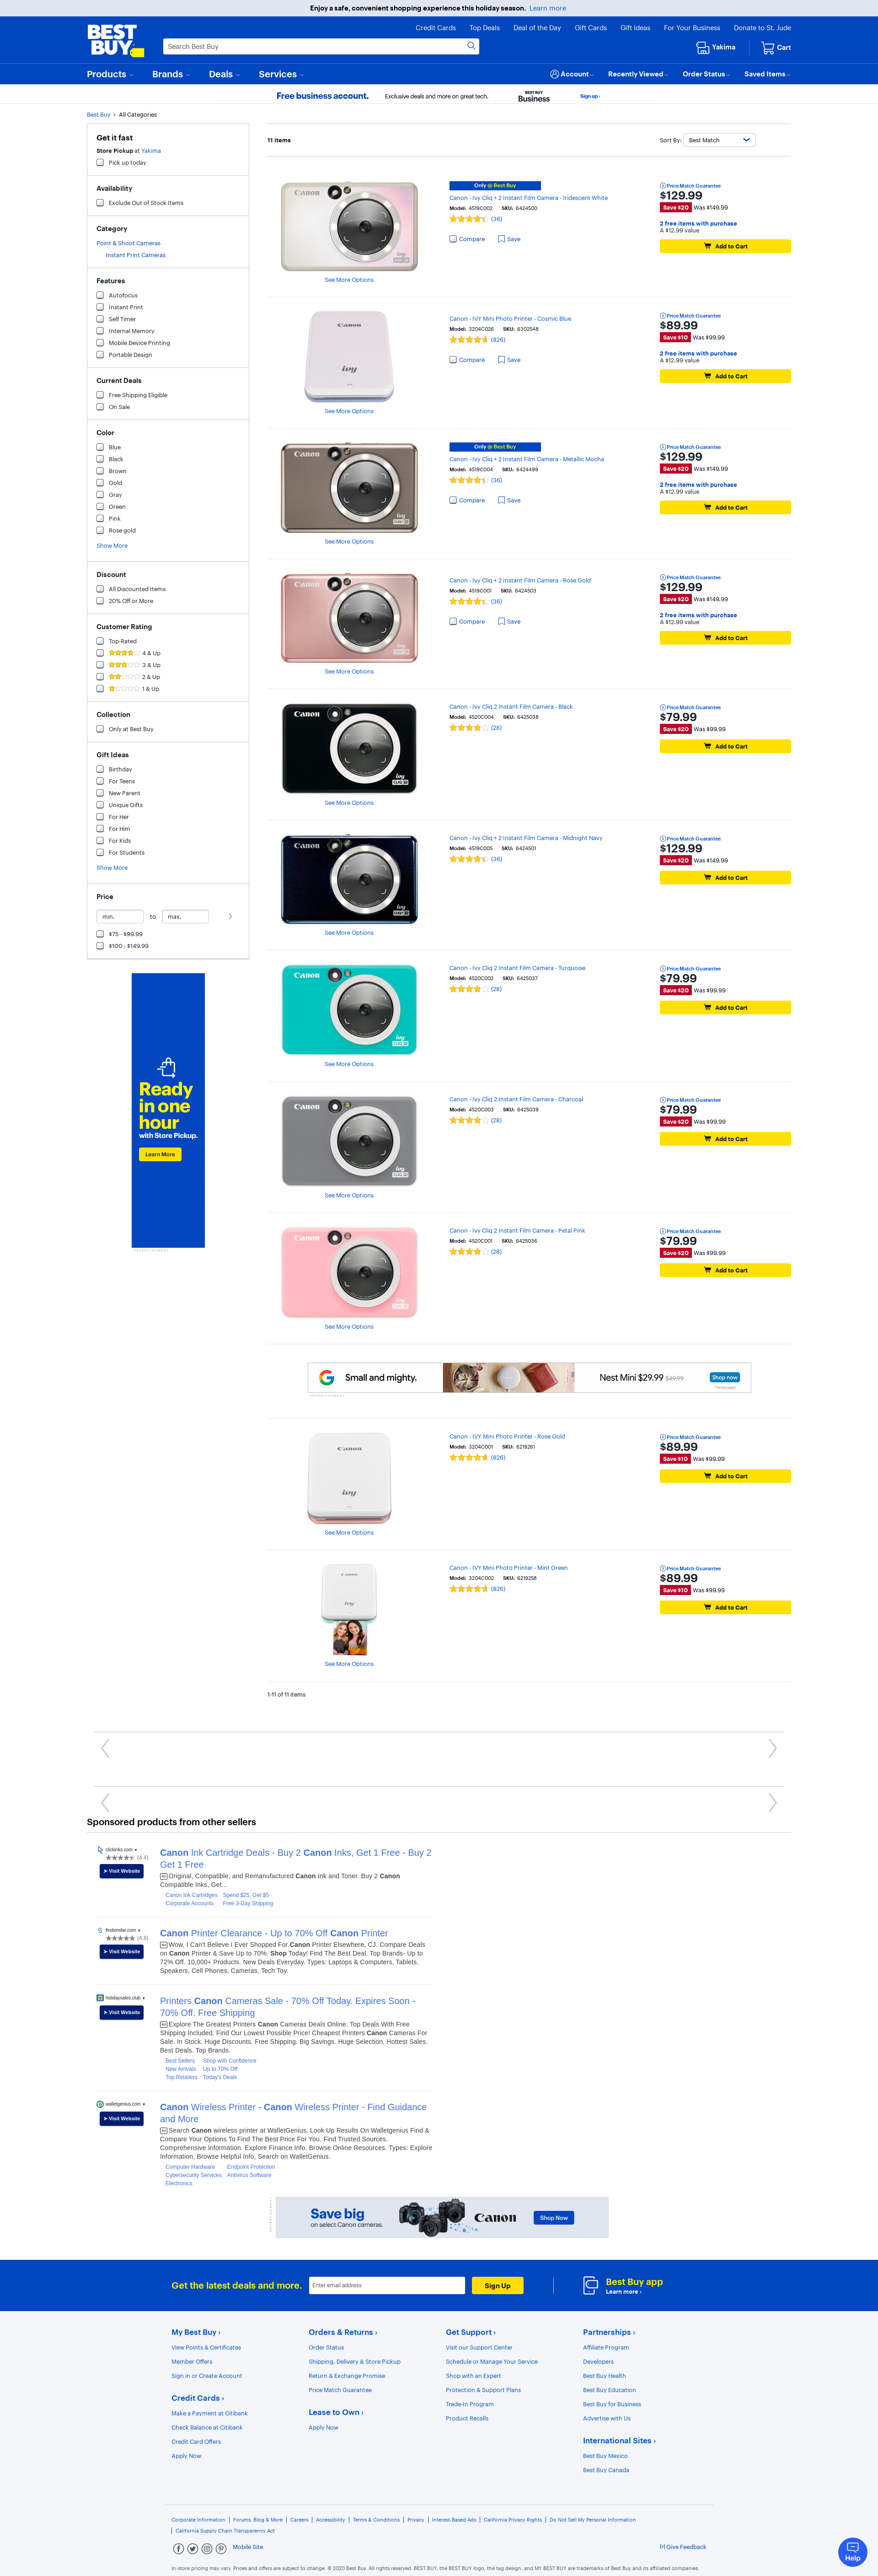 Enjoy a safe, convenient shopping experience this holiday season. Learn more
Credit Cards Top Deals Deal of the Day Gift Cards Gift Ideas For Your Business Donate to St. Jude
BEST BUY
Search Best Buy
Yakima Cart
Products Brands Deals Services Account Recently Viewed Order Status Saved Items
Free business account. Exclusive deals and more on great tech. BEST BUY Business Sign up ›
Best Buy › All Categories
Get it fast
Store Pickup at Yakima
Pick up today
Availability
Exclude Out of Stock Items
Category
Point & Shoot Cameras
Instant Print Cameras
Features
Autofocus
Instant Print
Self Timer
Internal Memory
Mobile Device Printing
Portable Design
Current Deals
Free Shipping Eligible
On Sale
Color
Blue
Black
Brown
Gold
Gray
Green
Pink
Rose gold
Show More
Discount
All Discounted Items
20% Off or More
Customer Rating
Top-Rated
4 & Up
3 & Up
2 & Up
1 & Up
Collection
Only at Best Buy
Gift Ideas
Birthday
For Teens
New Parent
Unique Gifts
For Her
For Him
For Kids
For Students
Show More
Price
min. to max.
$75 - $99.99
$100 - $149.99
Ready in one hour
with Store Pickup.
Learn More
ADVERTISEMENT
11 items
Sort By: Best Match
Canon
See More Options
Only @ Best Buy
Canon - Ivy Cliq + 2 Instant Film Camera - Iridescent White
Model: 4519C002 SKU: 6424500
(36)
Compare Save
Price Match Guarantee
$129.99
Save $20 Was $149.99
2 free items with purchase
A $12.99 value
Add to Cart
Canon
ivy
See More Options
Canon - IVY Mini Photo Printer - Cosmic Blue
Model: 3204C026 SKU: 6302548
(826)
Compare Save
Price Match Guarantee
$89.99
Save $10 Was $99.99
2 free items with purchase
A $12.99 value
Add to Cart
Canon
See More Options
Only @ Best Buy
Canon - Ivy Cliq + 2 Instant Film Camera - Metallic Mocha
Model: 4519C004 SKU: 6424499
(36)
Compare Save
Price Match Guarantee
$129.99
Save $20 Was $149.99
2 free items with purchase
A $12.99 value
Add to Cart
Canon
See More Options
Canon - Ivy Cliq + 2 Instant Film Camera - Rose Gold
Model: 4519C001 SKU: 6424503
(36)
Compare Save
Price Match Guarantee
$129.99
Save $20 Was $149.99
2 free items with purchase
A $12.99 value
Add to Cart
Canon
See More Options
Canon - Ivy Cliq 2 Instant Film Camera - Black
Model: 4520C004 SKU: 6425038
(28)
Price Match Guarantee
$79.99
Save $20 Was $99.99
Add to Cart
Canon
See More Options
Canon - Ivy Cliq + 2 Instant Film Camera - Midnight Navy
Model: 4519C005 SKU: 6424501
(36)
Price Match Guarantee
$129.99
Save $20 Was $149.99
Add to Cart
Canon
See More Options
Canon - Ivy Cliq 2 Instant Film Camera - Turquoise
Model: 4520C002 SKU: 6425037
(28)
Price Match Guarantee
$79.99
Save $20 Was $99.99
Add to Cart
Canon
See More Options
Canon - Ivy Cliq 2 Instant Film Camera - Charcoal
Model: 4520C003 SKU: 6425039
(28)
Price Match Guarantee
$79.99
Save $20 Was $99.99
Add to Cart
Canon
See More Options
Canon - Ivy Cliq 2 Instant Film Camera - Petal Pink
Model: 4520C001 SKU: 6425036
(28)
Price Match Guarantee
$79.99
Save $20 Was $99.99
Add to Cart
Small and mighty. Nest Mini $29.99 $49.99 Shop now
*Terms apply.
ADVERTISEMENT
Canon
ivy
See More Options
Canon - IVY Mini Photo Printer - Rose Gold
Model: 3204C001 SKU: 6219261
(826)
Price Match Guarantee
$89.99
Save $10 Was $99.99
Add to Cart
Canon
ivy
See More Options
Canon - IVY Mini Photo Printer - Mint Green
Model: 3204C002 SKU: 6219258
(826)
Price Match Guarantee
$89.99
Save $10 Was $99.99
Add to Cart
1-11 of 11 items
Sponsored products from other sellers
clickinks.com
(4.4)
Visit Website
Canon Ink Cartridge Deals - Buy 2 Canon Inks, Get 1 Free - Buy 2
Get 1 Free
Ad Original, Compatible, and Remanufactured Canon Ink and Toner. Buy 2 Canon
Compatible Inks, Get...
Canon Ink Cartridges Spend $25, Get $5
Corporate Accounts Free 3-Day Shipping
findsimilar.com
(4.8)
Visit Website
Canon Printer Clearance - Up to 70% Off Canon Printer
Ad Wow, I Can't Believe I Ever Shopped For Canon Printer Elsewhere, CJ. Compare Deals
on Canon Printer & Save Up to 70%. Shop Today! Find The Best Deal. Top Brands- Up to
72% Off. 10,000+ Products. New Deals Everyday. Types: Laptops & Computers, Tablets,
Speakers, Cell Phones, Cameras, Tech Toy.
holidaysales.club
Visit Website
Printers Canon Cameras Sale - 70% Off Today. Expires Soon -
70% Off. Free Shipping
Ad Explore The Greatest Printers Canon Cameras Deals Online. Top Deals With Free
Shipping Included. Find Our Lowest Possible Price! Cheapest Printers Canon Cameras For
Sale. In Stock. Huge Discounts. Free Shipping. Big Savings. Huge Selection. Hottest Sales.
Best Deals. Top Brands.
Best Sellers Shop with Confidence
New Arrivals Up to 70% Off
Top Retailers Today's Deals
walletgenius.com
Visit Website
Canon Wireless Printer - Canon Wireless Printer - Find Guidance
and More
Ad Search Canon wireless printer at WalletGenius. Look Up Results On Walletgenius Find &
Compare Your Options To Find The Best Price For You. Find Trusted Sources.
Comprehensive Information. Explore Finance Info. Browse Online Resources. Types: Explore
Information, Browse Helpful Info, Search on WalletGenius.
Computer Hardware Endpoint Protection
Cybersecurity Services Antivirus Software
Electronics
Save big
on select Canon cameras.
Canon Shop Now
Get the latest deals and more. Enter email address Sign Up
Best Buy app
Learn more ›
My Best Buy ›
View Points & Certificates
Member Offers
Sign in or Create Account
Credit Cards ›
Make a Payment at Citibank
Check Balance at Citibank
Credit Card Offers
Apply Now
Orders & Returns ›
Order Status
Shipping, Delivery & Store Pickup
Return & Exchange Promise
Price Match Guarantee
Lease to Own ›
Apply Now
Get Support ›
Visit our Support Center
Schedule or Manage Your Service
Shop with an Expert
Protection & Support Plans
Trade-In Program
Product Recalls
Partnerships ›
Affiliate Program
Developers
Best Buy Health
Best Buy Education
Best Buy for Business
Advertise with Us
International Sites ›
Best Buy Mexico
Best Buy Canada
Corporate Information Forums, Blog & More Careers Accessibility Terms & Conditions Privacy Interest-Based Ads California Privacy Rights Do Not Sell My Personal Information
California Supply Chain Transparency Act
Mobile Site
[+] Give Feedback
Help
In-store pricing may vary. Prices and offers are subject to change. © 2020 Best Buy. All rights reserved. BEST BUY, the BEST BUY logo, the tag design, and MY BEST BUY are trademarks of Best Buy and its affiliated companies.